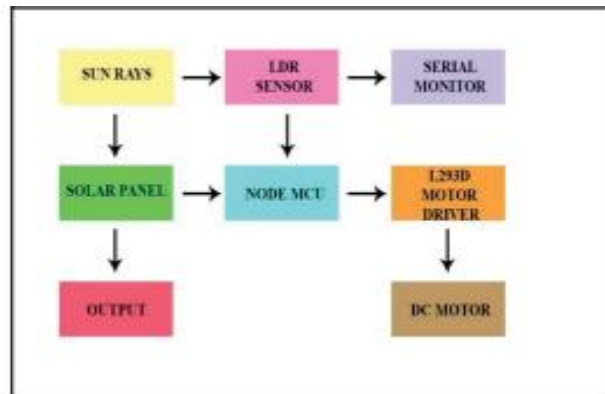 SUN RAYS
LDR
SENSOR
SERIAL
MONITOR
SOLAR PANEL
NODE MCU
L293D
MOTOR
DRIVER
OUTPUT
DC MOTOR